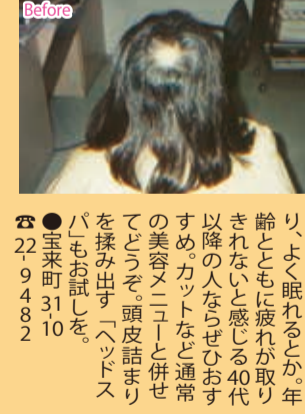 Before
り、よく眠れるとか。年
齢とともに疲れが取り
きれないと感じる40代
以降の人ならぜひおす
すめ。カットなど通常
の美容メニューと併せ
てどうぞ。頭皮詰まり
を揉み出す「ヘッドス
パ」もお試しを。
●宝来町31-10
☎22-9482